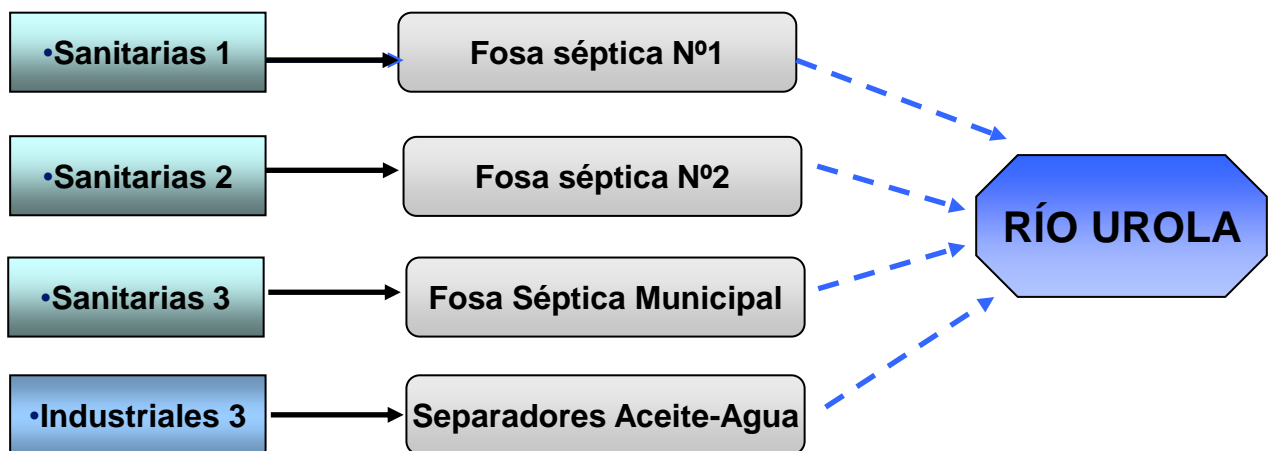 •Sanitarias 1
Fosa séptica Nº1
•Sanitarias 2
Fosa séptica Nº2
RÍO UROLA
•Sanitarias 3
Fosa Séptica Municipal
•Industriales 3
Separadores Aceite-Agua